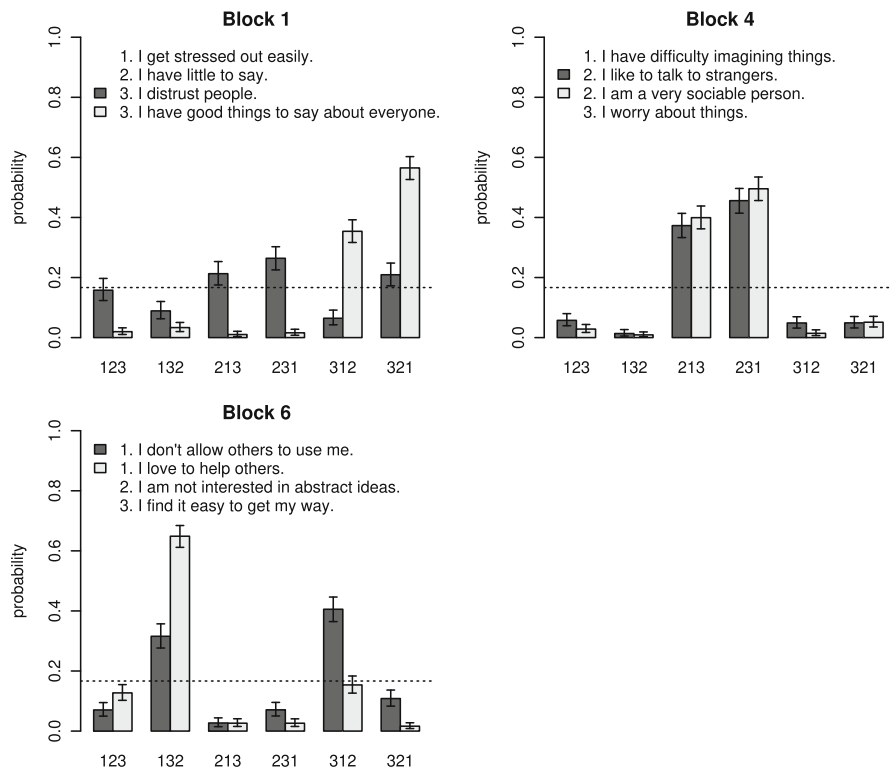 Block 1
1. I get stressed out easily.
2. I have little to say.
3. I distrust people.
3. I have good things to say about everyone.
probability
0.0 0.2 0.4 0.6 0.8 1.0
123 132 213 231 312 321
Block 4
1. I have difficulty imagining things.
2. I like to talk to strangers.
2. I am a very sociable person.
3. I worry about things.
probability
0.0 0.2 0.4 0.6 0.8 1.0
123 132 213 231 312 321
Block 6
1. I don't allow others to use me.
1. I love to help others.
2. I am not interested in abstract ideas.
3. I find it easy to get my way.
probability
0.0 0.2 0.4 0.6 0.8 1.0
123 132 213 231 312 321